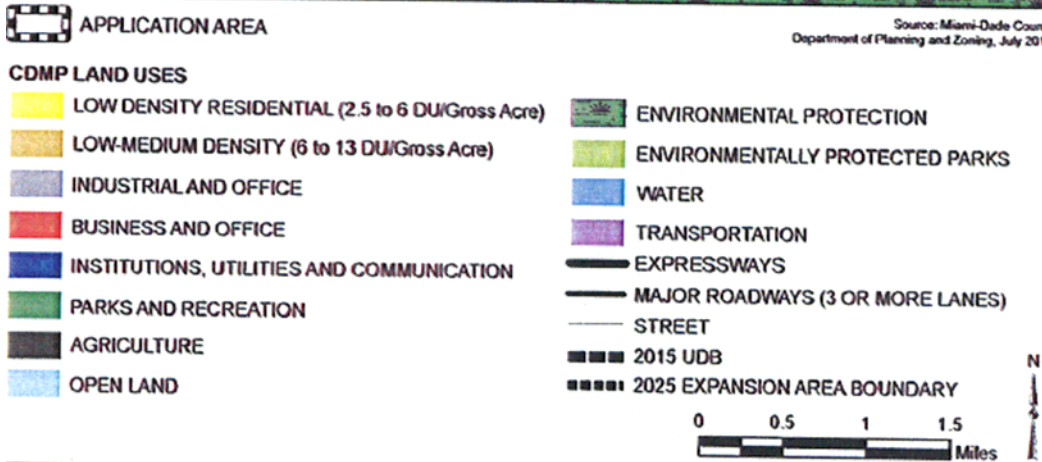 APPLICATION AREA
Source: Miami-Dade Coun
Department of Planning and Zoning, July 201
CDMP LAND USES
LOW DENSITY RESIDENTIAL (2.5 to 6 DU/Gross Acre)
LOW-MEDIUM DENSITY (6 to 13 DU/Gross Acre)
INDUSTRIAL AND OFFICE
BUSINESS AND OFFICE
INSTITUTIONS, UTILITIES AND COMMUNICATION
PARKS AND RECREATION
AGRICULTURE
OPEN LAND
ENVIRONMENTAL PROTECTION
ENVIRONMENTALLY PROTECTED PARKS
WATER
TRANSPORTATION
EXPRESSWAYS
MAJOR ROADWAYS (3 OR MORE LANES)
STREET
2015 UDB
2025 EXPANSION AREA BOUNDARY
N
0 0.5 1 1.5
Miles